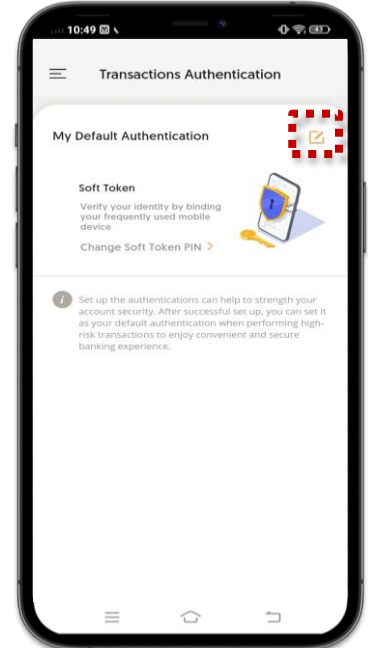 10:49
Transactions Authentication
My Default Authentication
Soft Token
Verify your identity by binding
your frequently used mobile
device
Change Soft Token PIN >
i Set up the authentications can help to strength your
account security. After successful set up, you can set it
as your default authentication when performing high-
risk transactions to enjoy convenient and secure
banking experience.